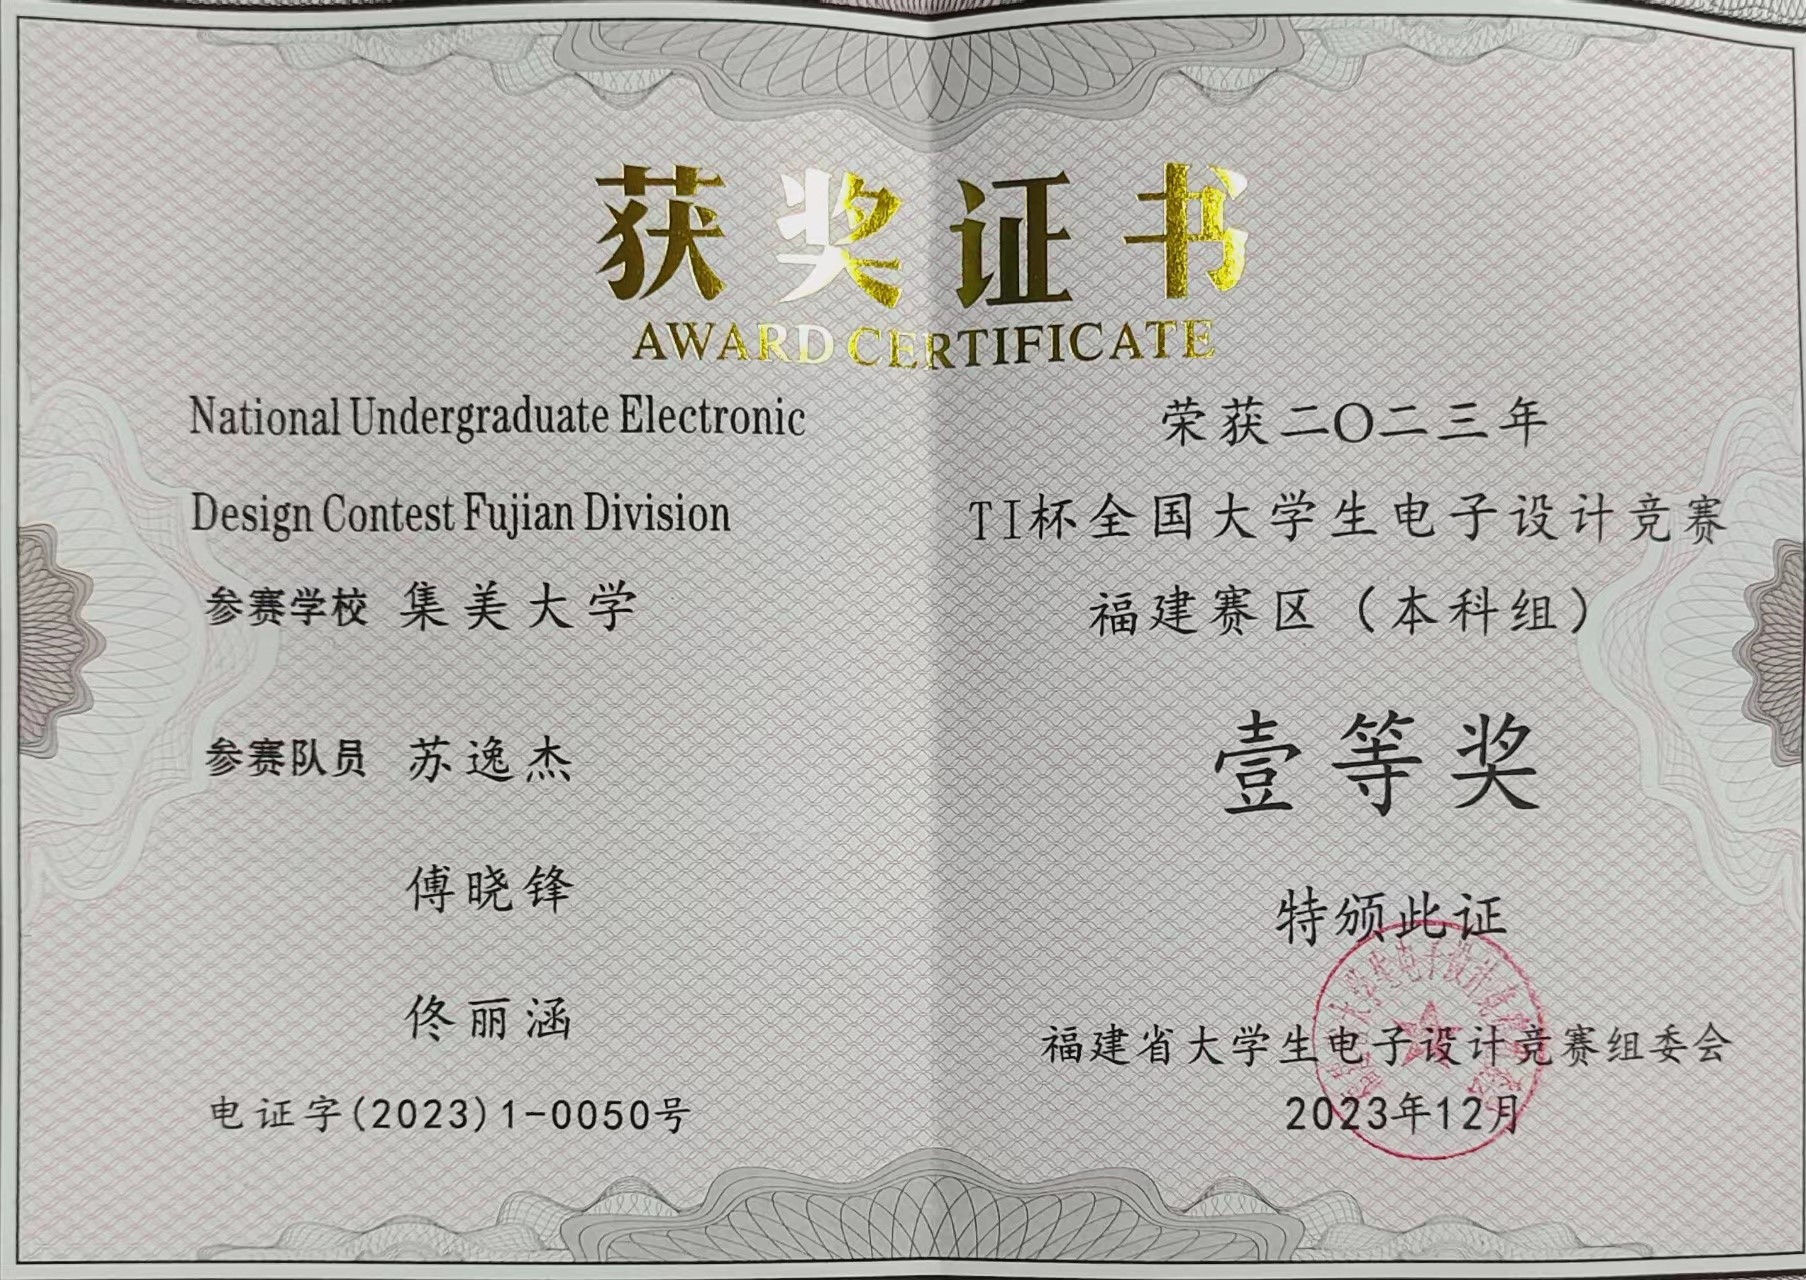 获奖证书
AWARD CERTIFICATE
National Undergraduate Electronic
Design Contest Fujian Division
参赛学校 集美大学
参赛队员 苏逸杰
傅晓锋
佟丽涵
电证字(2023)1-0050号
荣获二〇二三年
TI杯全国大学生电子设计竞赛
福建赛区（本科组）
壹等奖
特颁此证
福建省大学生电子设计竞赛组委会
2023年12月